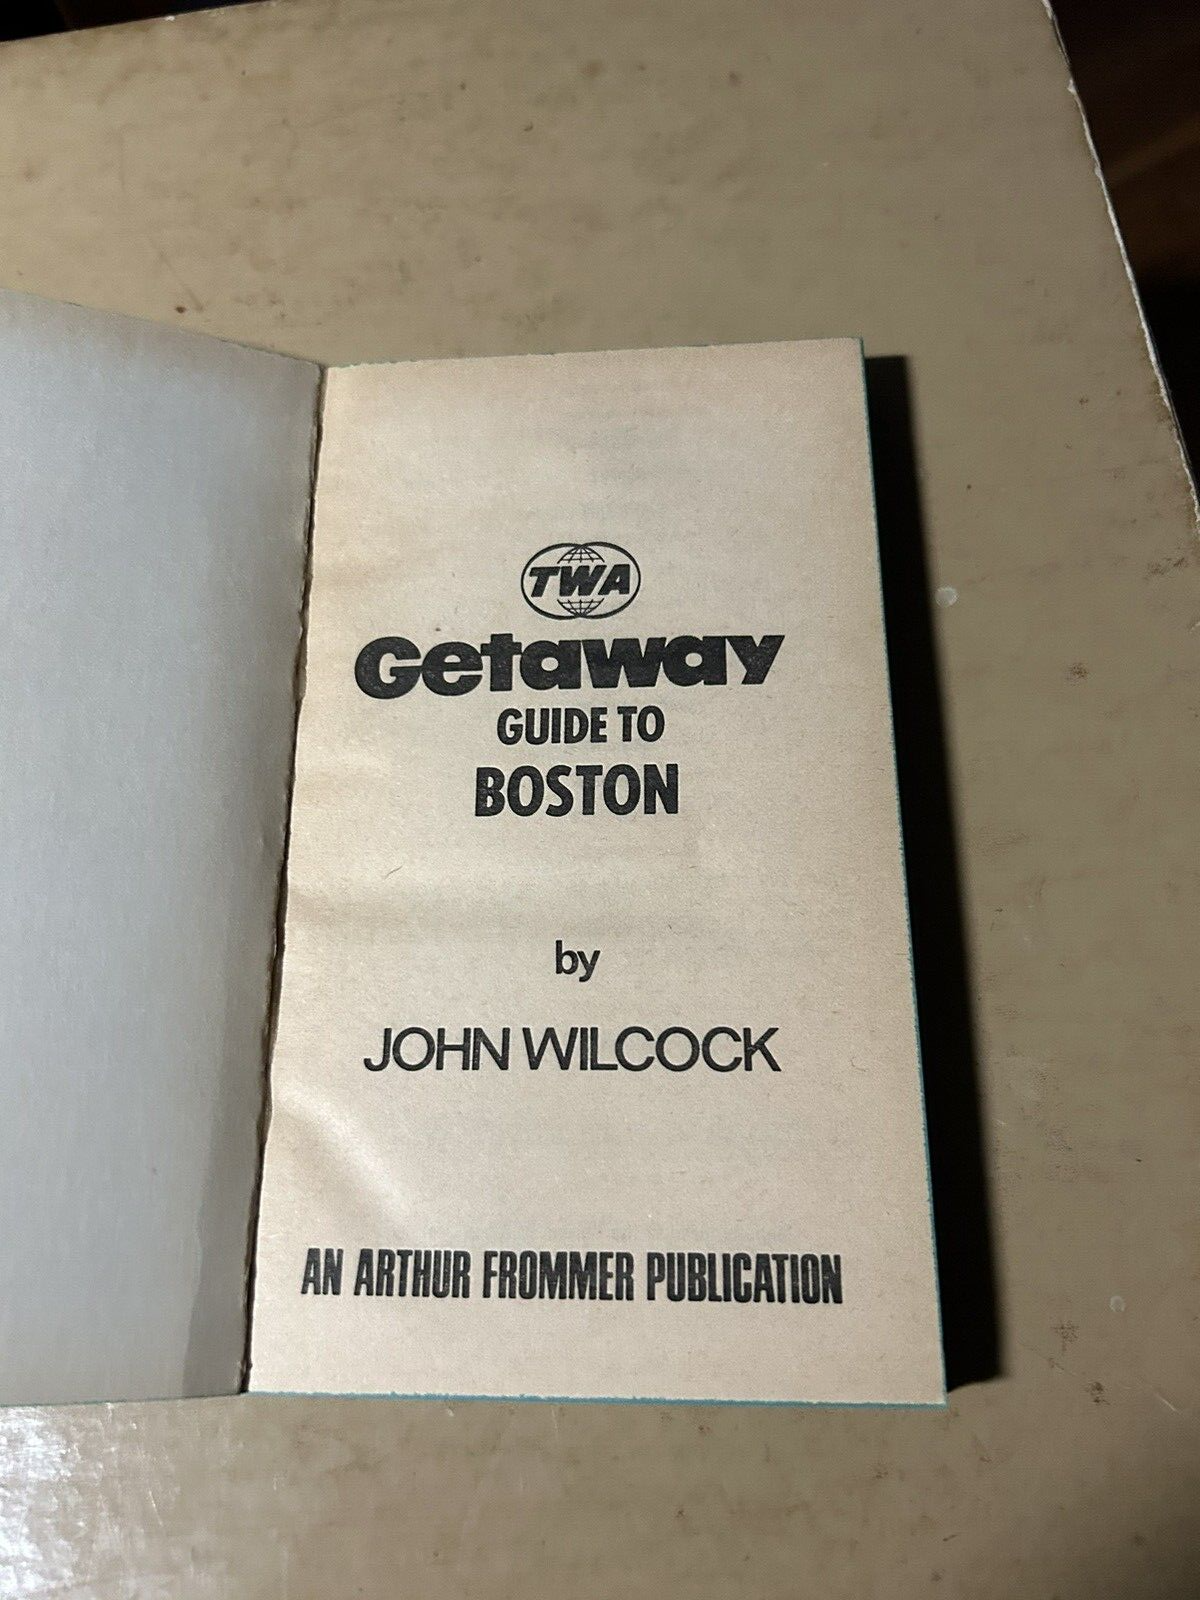 TWA
Getaway
GUIDE TO
BOSTON
by
JOHN WILCOCK
AN ARTHUR FROMMER PUBLICATION